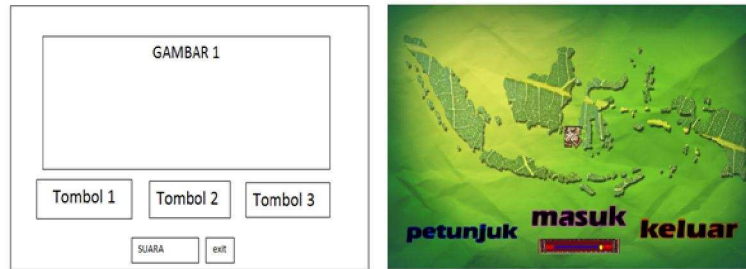 GAMBAR 1
Tombol 1 Tombol 2 Tombol 3
SUARA exit
petunjuk masuk keluar